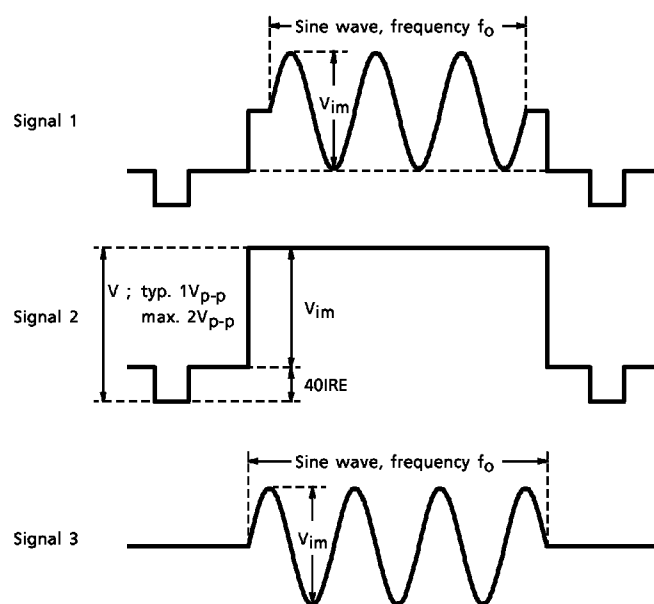 Sine wave, frequency fo
Signal 1
Vim
Signal 2
V ; typ. 1Vp-p
max. 2Vp-p
Vim
40IRE
Sine wave, frequency fo
Signal 3
Vim